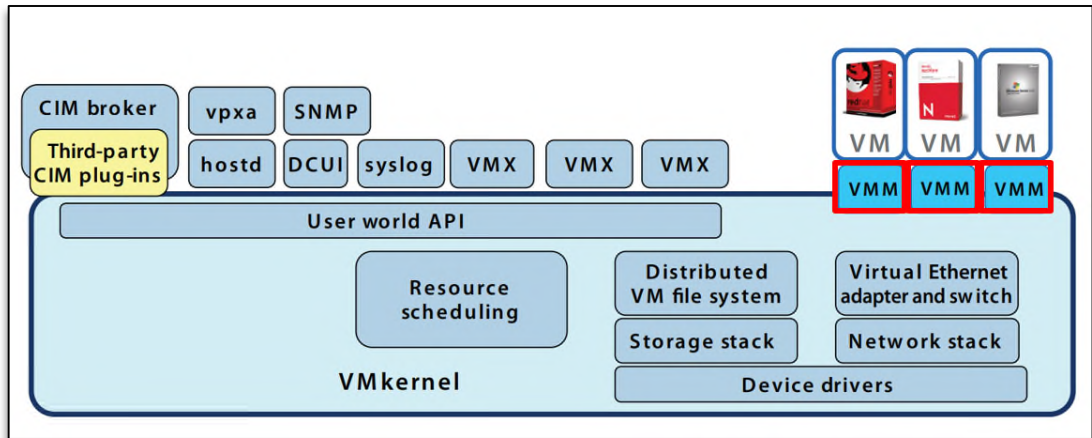 CIM broker
Third-party
CIM plug-ins
vpxa
SNMP
hostd
DCUI
syslog
VMX
VMX
VMX
redhat
N
VM
VM
VM
VMM
VMM
VMM
User world API
Resource
scheduling
Distributed
VM file system
Virtual Ethernet
adapter and switch
Storage stack
Network stack
VMkernel
Device drivers